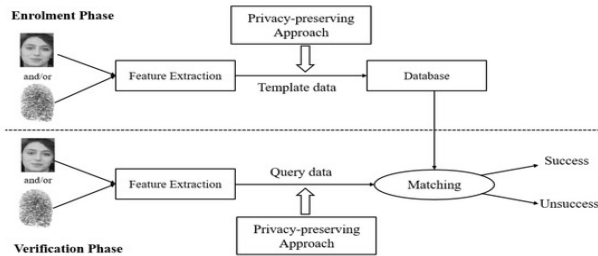 Enrolment Phase
Privacy-preserving
Approach
and/or
Feature Extraction
Template data
Database
and/or
Feature Extraction
Query data
Matching
Success
Unsuccess
Privacy-preserving
Approach
Verification Phase